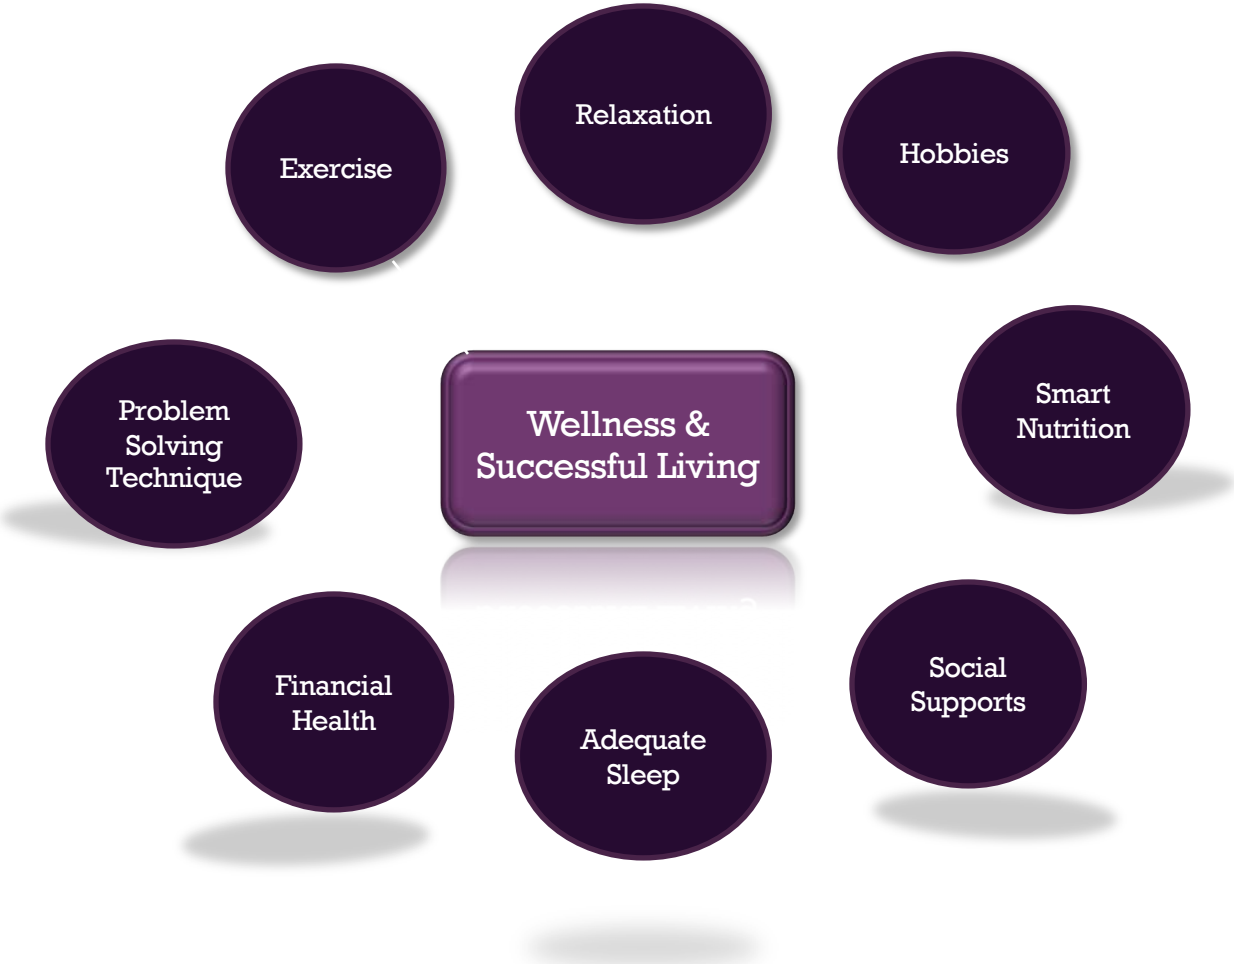 Relaxation
Exercise
Hobbies
Problem
Solving
Technique
Wellness &
Successful Living
Smart
Nutrition
Financial
Health
Adequate
Sleep
Social
Supports